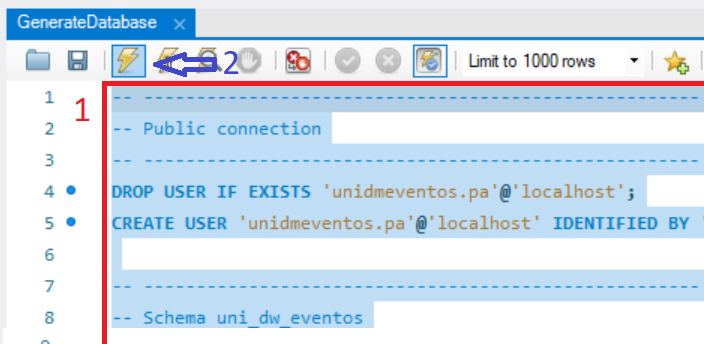 GenerateDatabase ×
2 Limit to 1000 rows
1
1 -- -----------------------------------------------------
2 -- Public connection
3 -- -----------------------------------------------------
4 DROP USER IF EXISTS 'unidmeventos.pa'@'localhost';
5 CREATE USER 'unidmeventos.pa'@'localhost' IDENTIFIED BY '
6
7 -- -----------------------------------------------------
8 -- Schema uni_dw_eventos